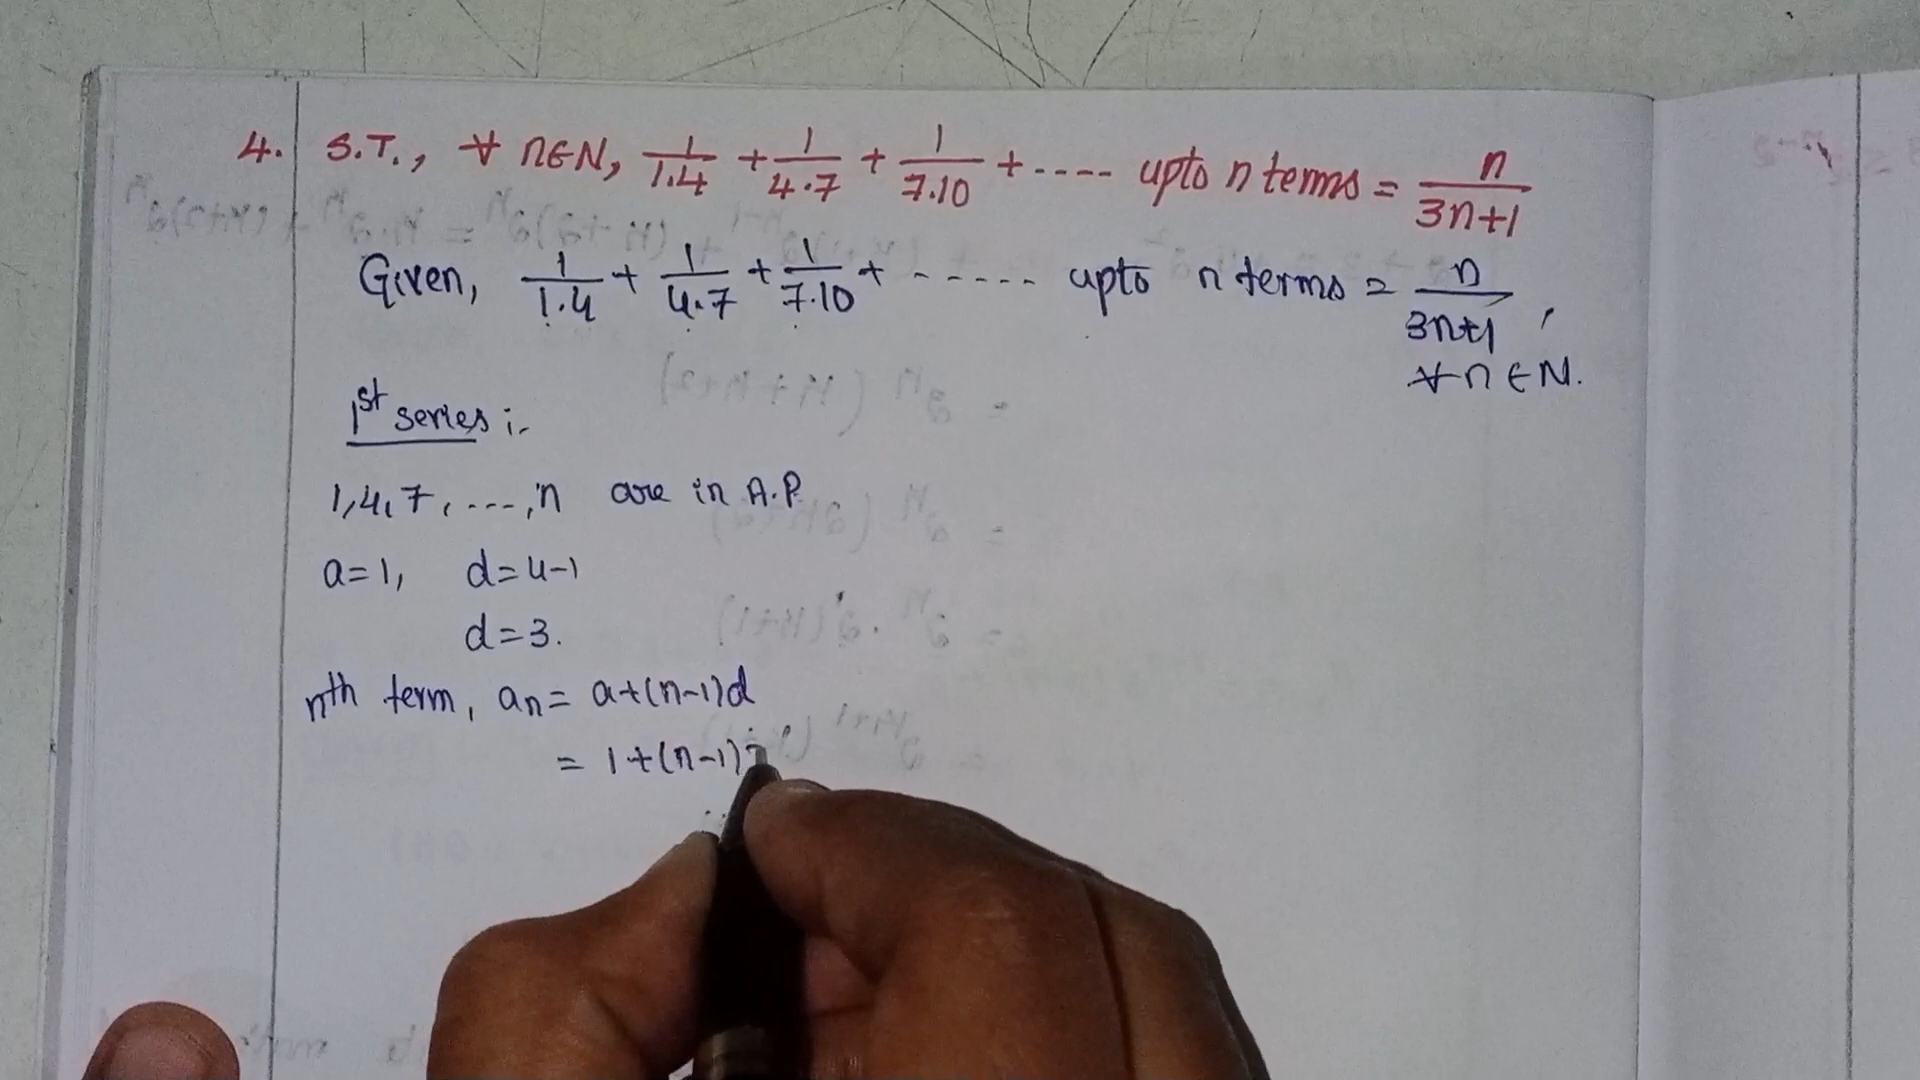 4. S.T., ∀ n∈N, 1/1.4 + 1/4.7 + 1/7.10 + ---- upto n terms = n/3n+1
Given, 1/1.4 + 1/4.7 + 1/7.10 + ------ upto n terms = n/3n+1,
∀ n ∈ N.
1st series :-
1,4,7, ..., n are in A.P
a=1, d=4-1
d=3.
nth term, an = a+(n-1)d
= 1+(n-1)